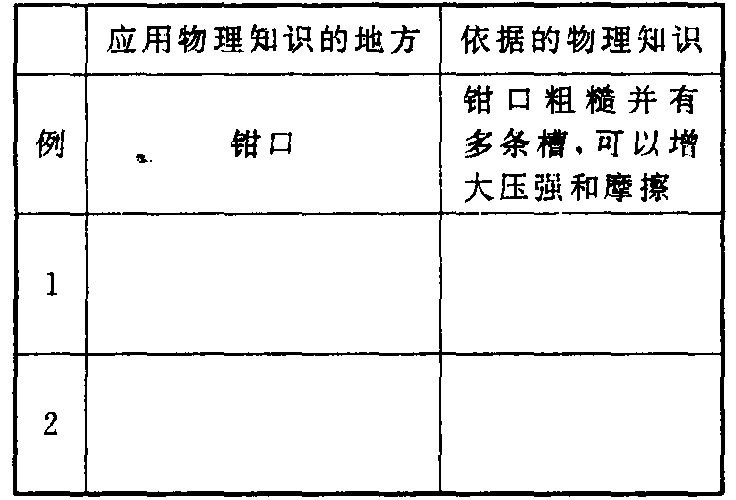 应用物理知识的地方 依据的物理知识
例 钳口 钳口粗糙并有
多条槽,可以增
大压强和摩擦
1
2